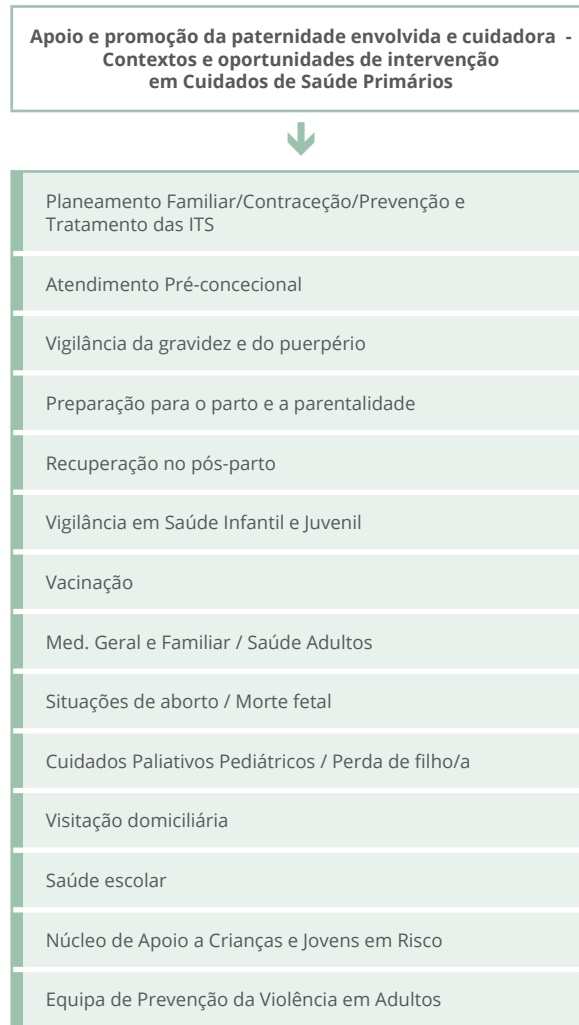 Apoio e promoção da paternidade envolvida e cuidadora -
Contextos e oportunidades de intervenção
em Cuidados de Saúde Primários
Planeamento Familiar/Contraceção/Prevenção e
Tratamento das ITS
Atendimento Pré-concecional
Vigilância da gravidez e do puerpério
Preparação para o parto e a parentalidade
Recuperação no pós-parto
Vigilância em Saúde Infantil e Juvenil
Vacinação
Med. Geral e Familiar / Saúde Adultos
Situações de aborto / Morte fetal
Cuidados Paliativos Pediátricos / Perda de filho/a
Visitação domiciliária
Saúde escolar
Núcleo de Apoio a Crianças e Jovens em Risco
Equipa de Prevenção da Violência em Adultos